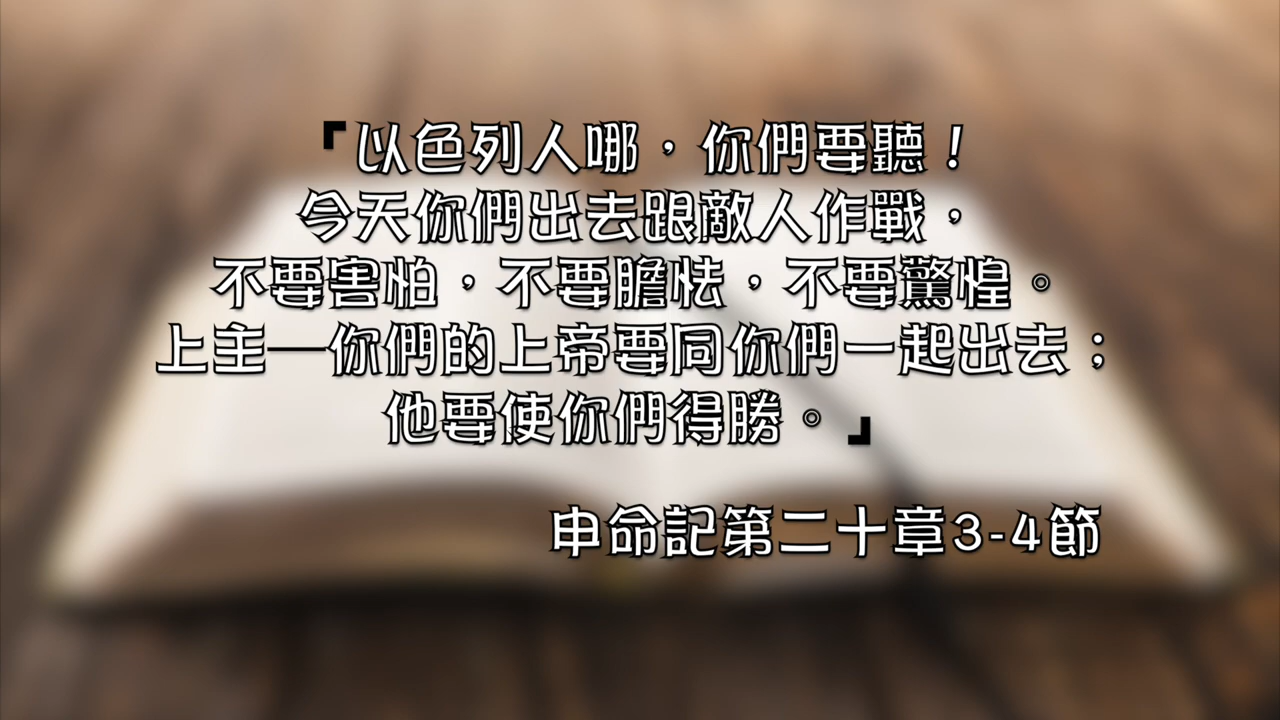 「以色列人哪，你們要聽！
今天你們出去跟敵人作戰，
不要害怕，不要膽怯，不要驚惶。
上主─你們的上帝要同你們一起出去；
他要使你們得勝。」
申命記第二十章3-4節